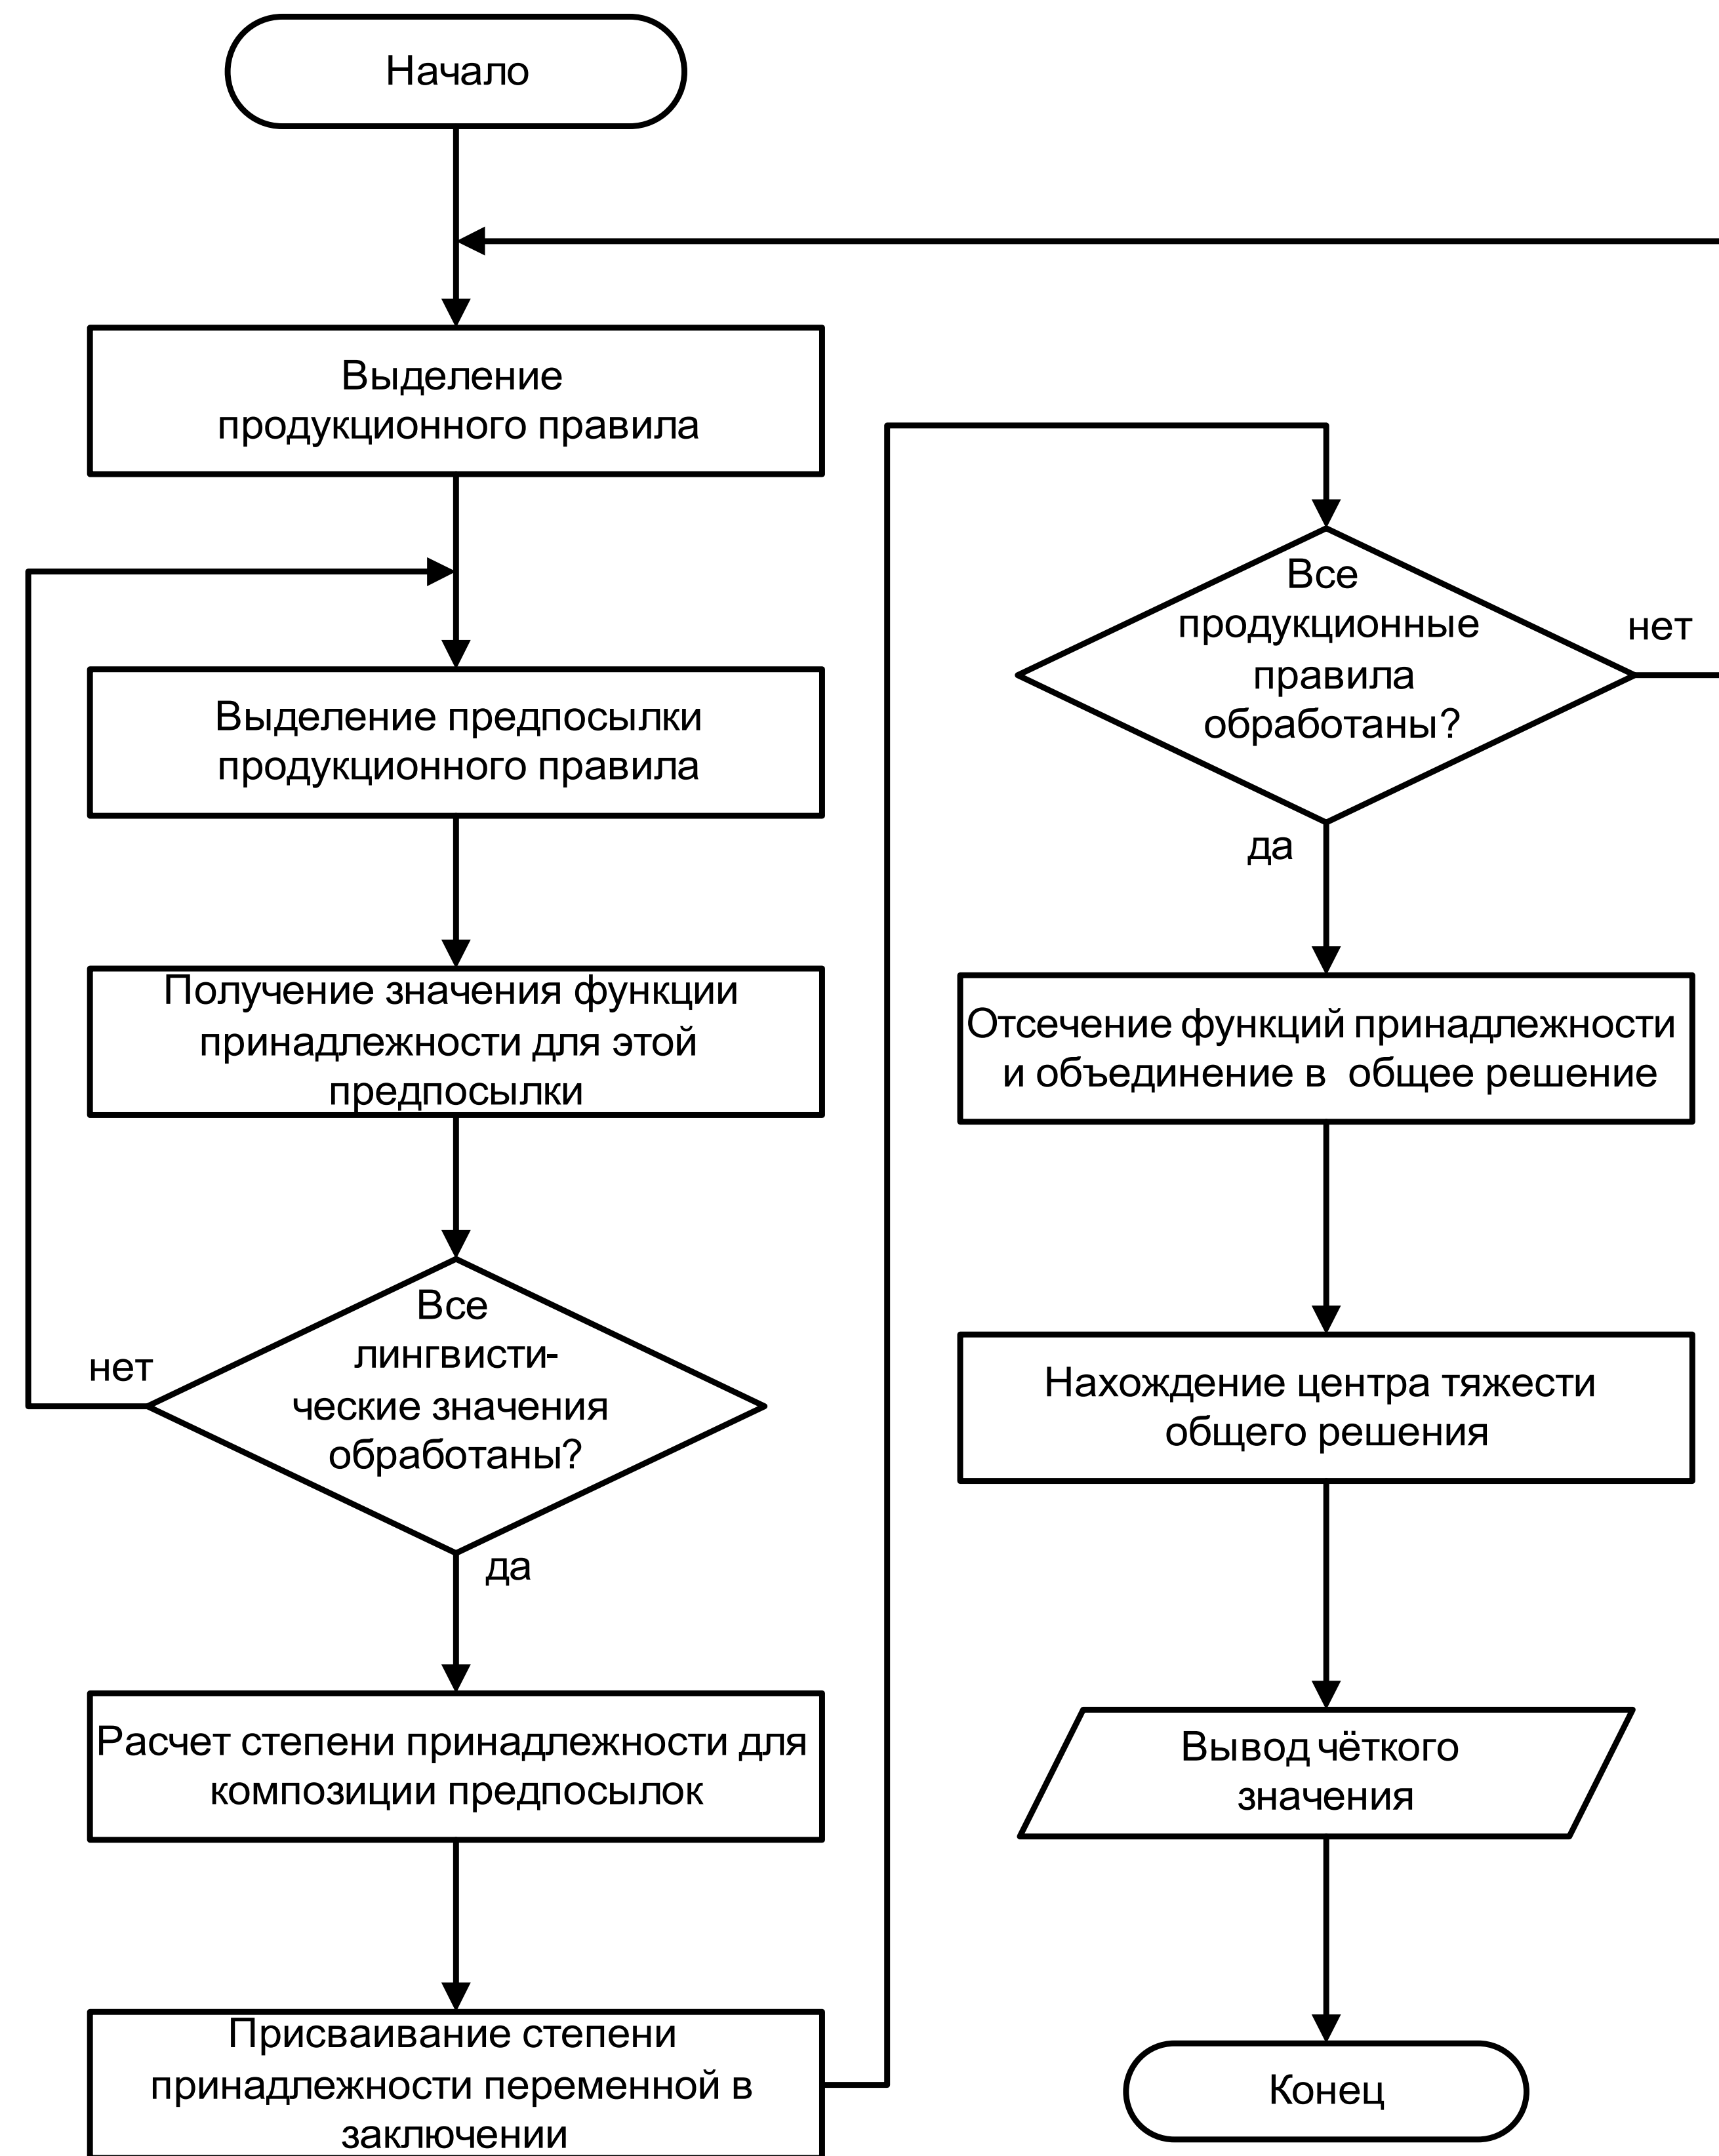 Начало
Выделение
продукционного правила
Выделение предпосылки
продукционного правила
Получение значения функции
принадлежности для этой
предпосылки
Все
лингвисти-
ческие значения
обработаны?
нет
да
Расчет степени принадлежности для
композиции предпосылок
Присваивание степени
принадлежности переменной в
заключении
Все
продукционные
правила
обработаны?
нет
да
Отсечение функций принадлежности
и объединение в  общее решение
Нахождение центра тяжести
общего решения
Вывод чёткого
значения
Конец